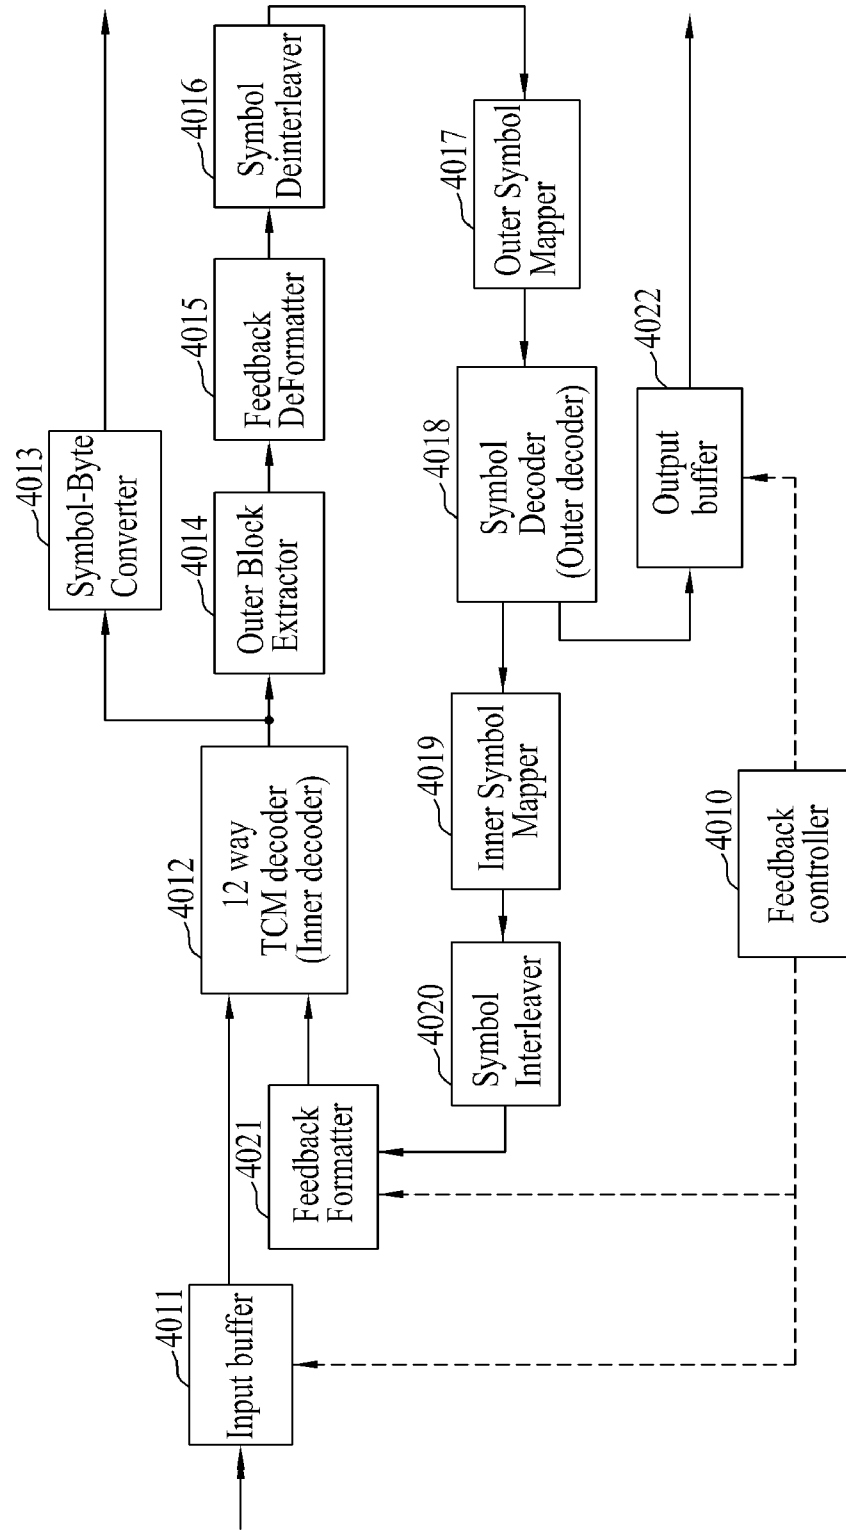 4011
Input buffer
4012
12 way
TCM decoder
(Inner decoder)
4013
Symbol-Byte
Converter
4014
Outer Block
Extractor
4015
Feedback
DeFormatter
4016
Symbol
Deinterleaver
4017
Outer Symbol
Mapper
4018
Symbol
Decoder
(Outer decoder)
4019
Inner Symbol
Mapper
4020
Symbol
Interleaver
4021
Feedback
Formatter
4022
Output
buffer
4010
Feedback
controller